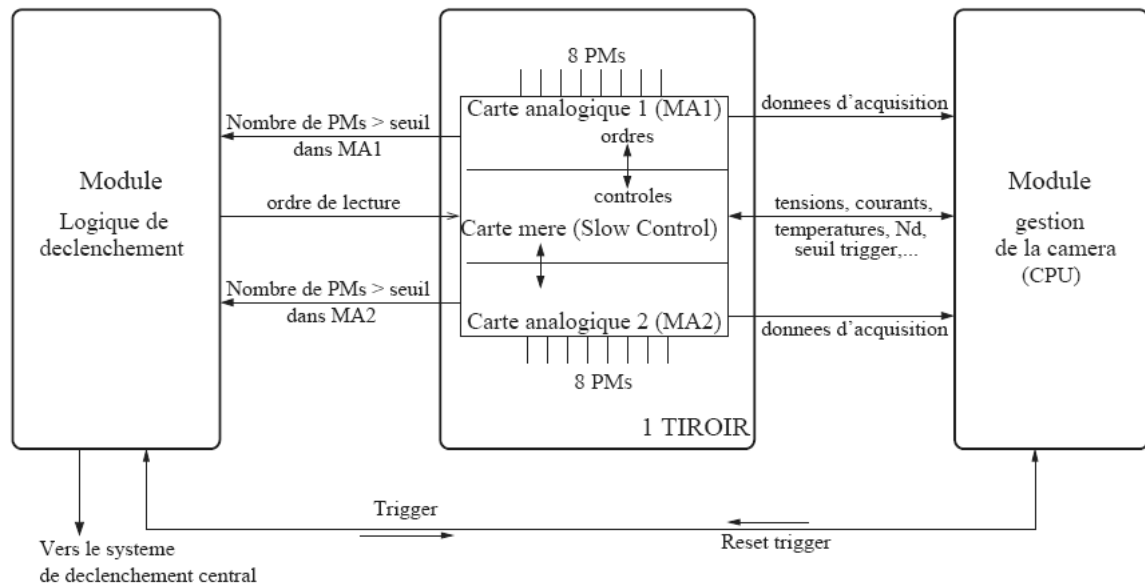 Module
Logique de
declenchement
Nombre de PMs > seuil
dans MA1
ordre de lecture
Nombre de PMs > seuil
dans MA2
8 PMs
Carte analogique 1 (MA1)
ordres
controles
Carte mere (Slow Control)
Carte analogique 2 (MA2)
8 PMs
1 TIROIR
donnees d'acquisition
tensions, courants,
temperatures, Nd,
seuil trigger,...
donnees d'acquisition
Module
gestion
de la camera
(CPU)
Trigger
Reset trigger
Vers le systeme
de declenchement central